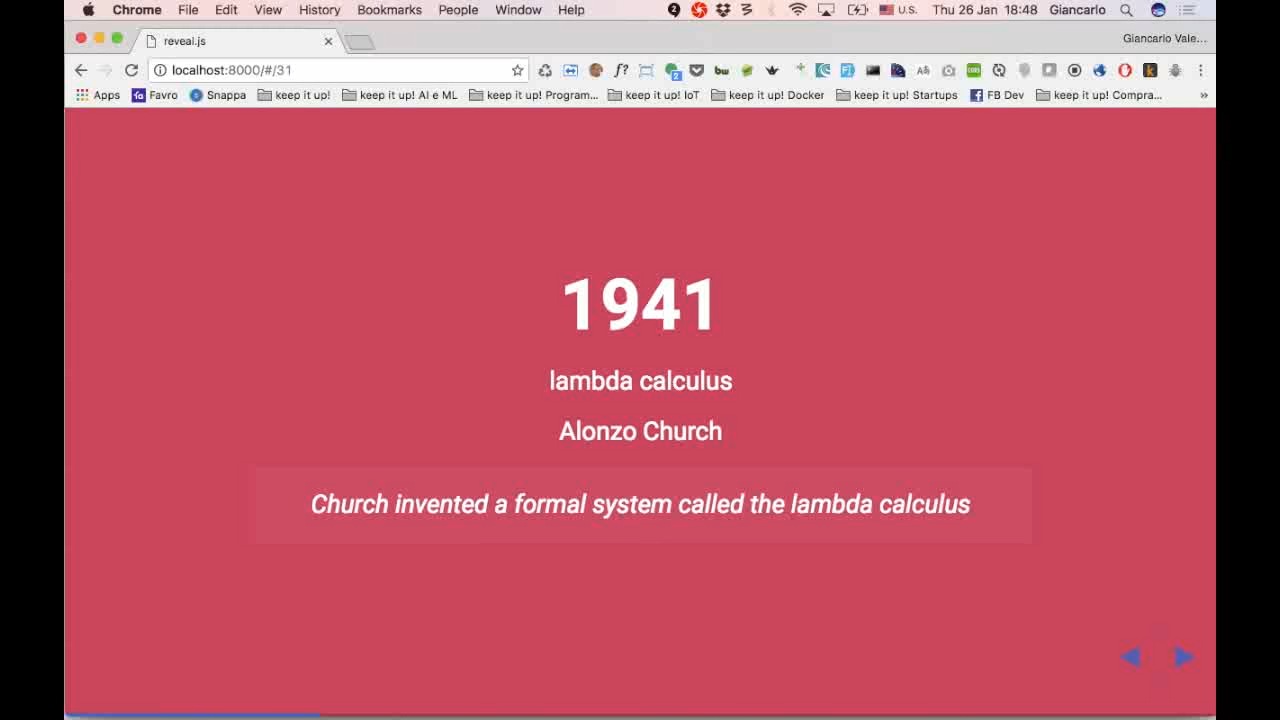 Chrome File Edit View History Bookmarks People Window Help U.S. Thu 26 Jan 18:48 Giancarlo
reveal.js Giancarlo Vale...
localhost:8000/#/31
Apps Favro Snappa keep it up! keep it up! AI e ML keep it up! Program... keep it up! IoT keep it up! Docker keep it up! Startups FB Dev keep it up! Compra... »
1941
lambda calculus
Alonzo Church
Church invented a formal system called the lambda calculus